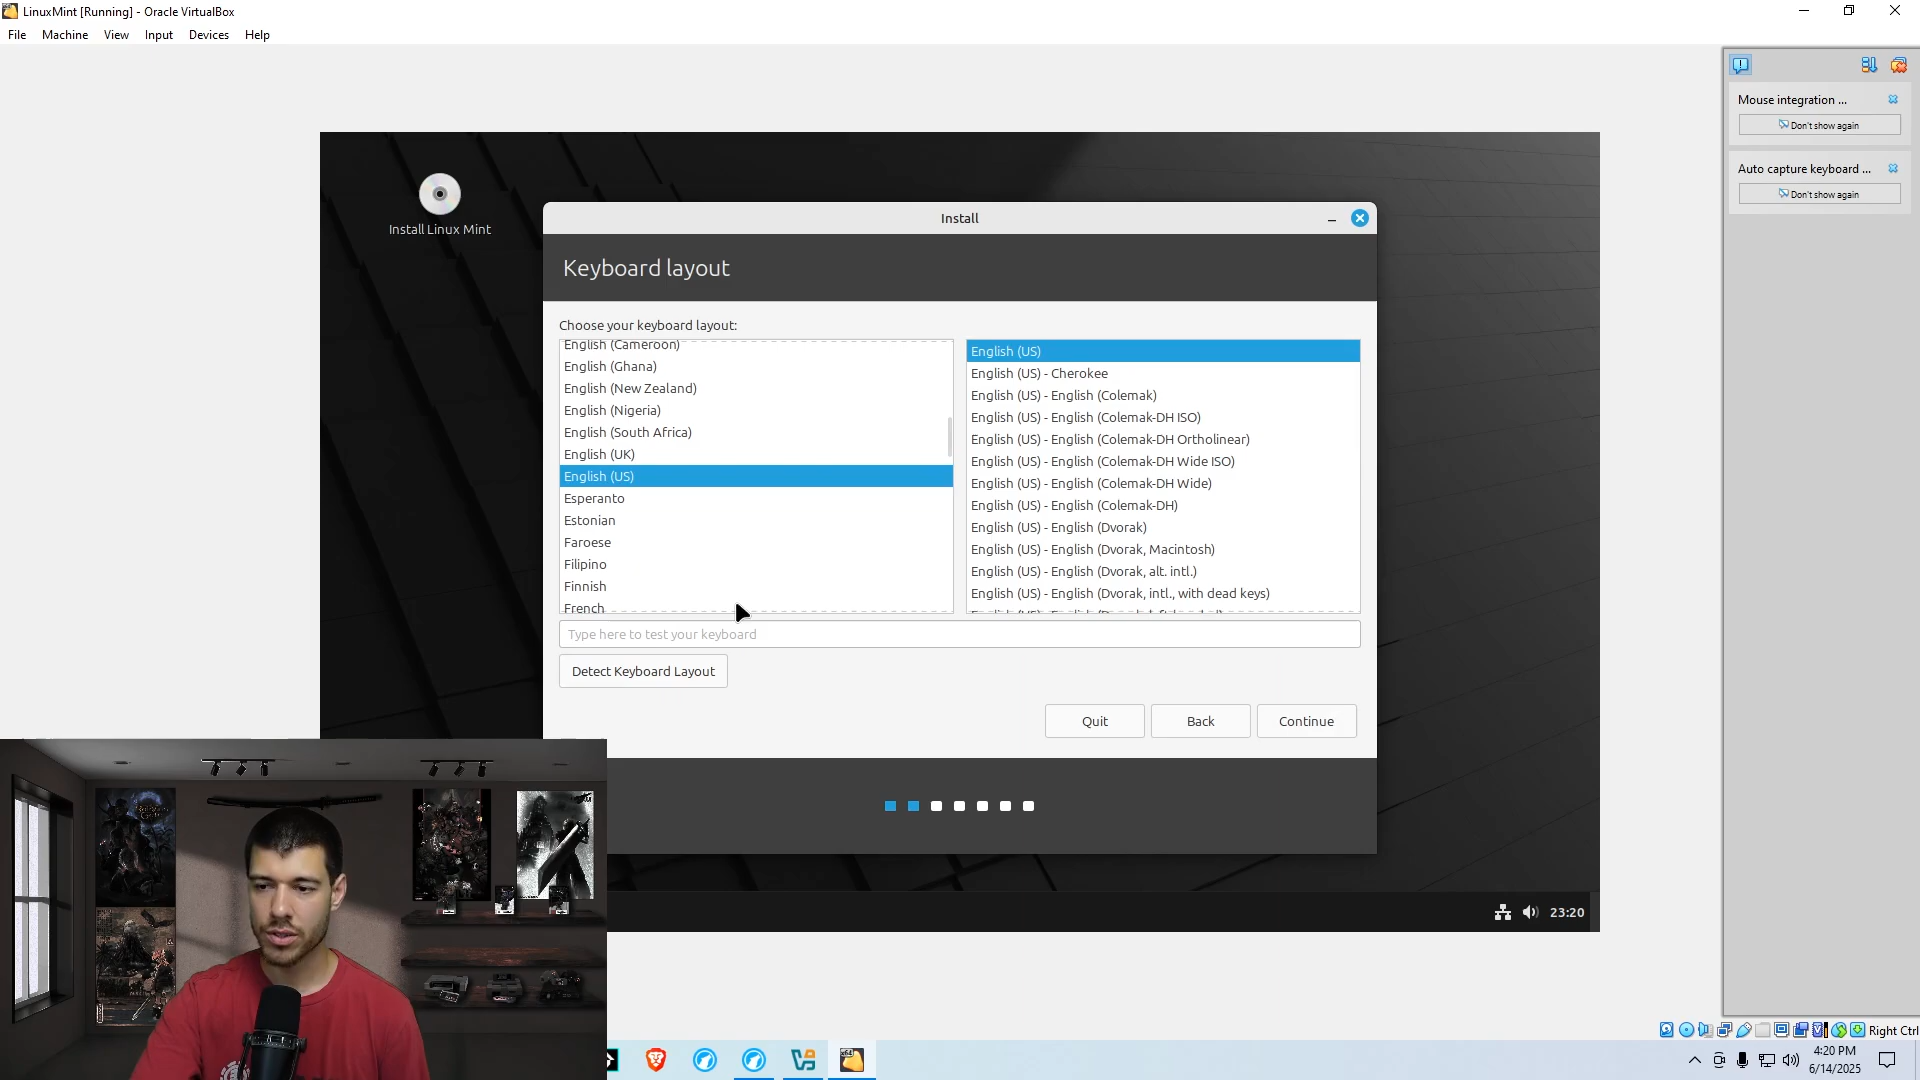 LinuxMint [Running] - Oracle VirtualBox
File Machine View Input Devices Help
Mouse integration ...
Don't show again
Auto capture keyboard ...
Don't show again
Install Linux Mint
Install
Keyboard layout
Choose your keyboard layout:
English (Cameroon)
English (Ghana)
English (New Zealand)
English (Nigeria)
English (South Africa)
English (UK)
English (US)
Esperanto
Estonian
Faroese
Filipino
Finnish
French
English (US)
English (US) - Cherokee
English (US) - English (Colemak)
English (US) - English (Colemak-DH ISO)
English (US) - English (Colemak-DH Ortholinear)
English (US) - English (Colemak-DH Wide ISO)
English (US) - English (Colemak-DH Wide)
English (US) - English (Colemak-DH)
English (US) - English (Dvorak)
English (US) - English (Dvorak, Macintosh)
English (US) - English (Dvorak, alt. intl.)
English (US) - English (Dvorak, intl., with dead keys)
Type here to test your keyboard
Detect Keyboard Layout
Quit Back Continue
23:20
Right Ctrl
4:20 PM
6/14/2025